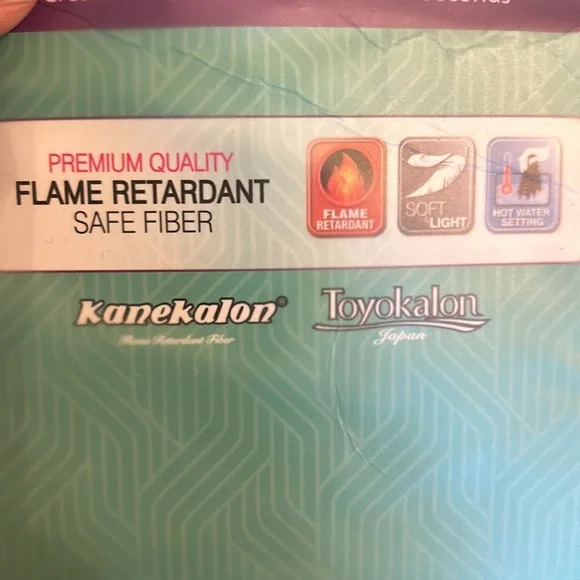 PREMIUM QUALITY
FLAME RETARDANT
SAFE FIBER
FLAME
RETARDANT
SOFT
LIGHT
HOT WATER
SETTING
Kanekalon®
Flame Retardant Fiber
Toyokalon
Japan